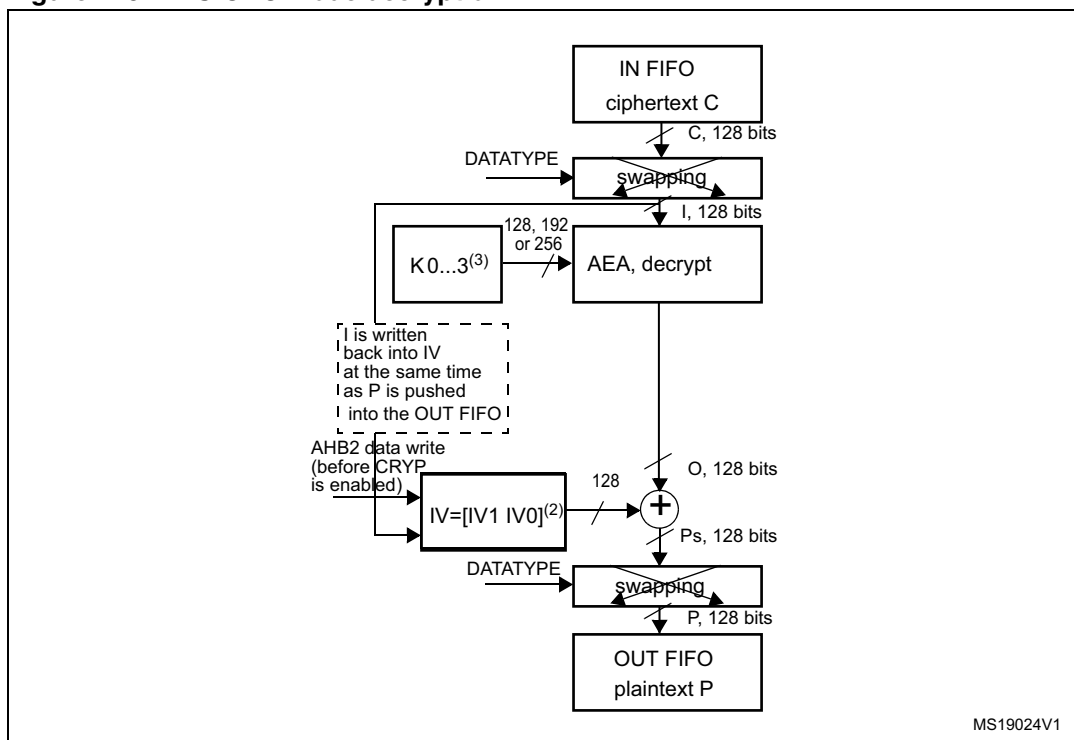 IN FIFO
ciphertext C
C, 128 bits
DATATYPE
swapping
I, 128 bits
128, 192
or 256
K 0...3(3)
AEA, decrypt
I is written
back into IV
at the same time
as P is pushed
into the OUT FIFO
AHB2 data write
(before CRYP
is enabled)
IV=[IV1 IV0](2)
128
O, 128 bits
+
Ps, 128 bits
DATATYPE
swapping
P, 128 bits
OUT FIFO
plaintext P
MS19024V1